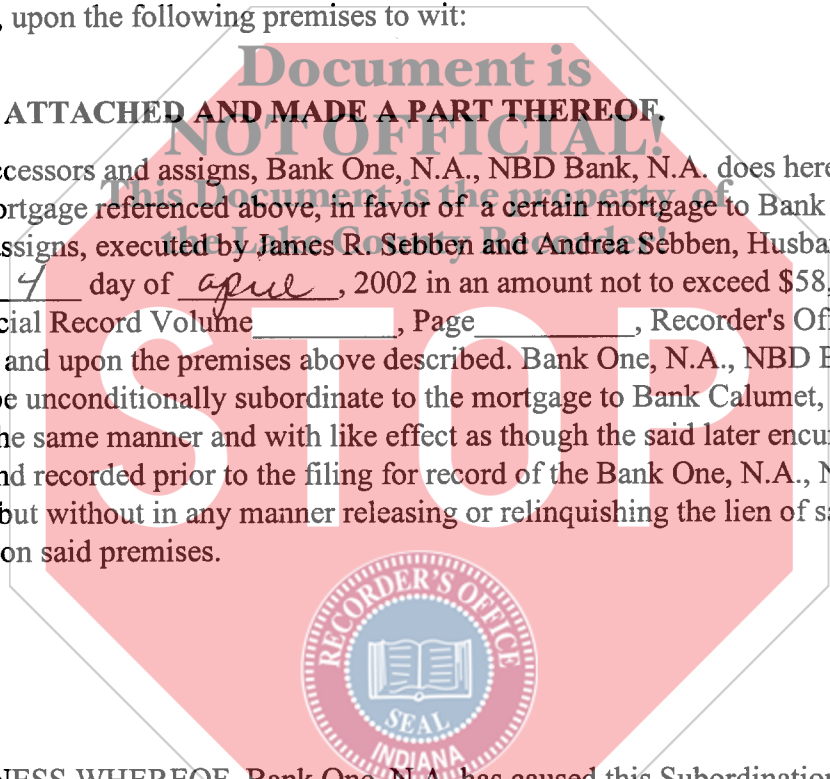 , upon the following premises to wit:
Document is
ATTACHED AND MADE A PART THEREOF.
NOT OFFICIAL!
ccessors and assigns, Bank One, N.A., NBD Bank, N.A. does here
This Document is the property of
ortgage referenced above, in favor of a certain mortgage to Bank
the Lake County Recorder!
ssigns, executed by James R. Sebben and Andrea Sebben, Husba
4 day of april, 2002 in an amount not to exceed $58,
cial Record Volume__________, Page__________, Recorder's Of
and upon the premises above described. Bank One, N.A., NBD B
STOP
be unconditionally subordinate to the mortgage to Bank Calumet,
he same manner and with like effect as though the said later encu
nd recorded prior to the filing for record of the Bank One, N.A., N
but without in any manner releasing or relinquishing the lien of sa
on said premises.
RECORDER'S OFFICE
SEAL
INDIANA
NESS WHEREOF, Bank One, N.A. has caused this Subordination